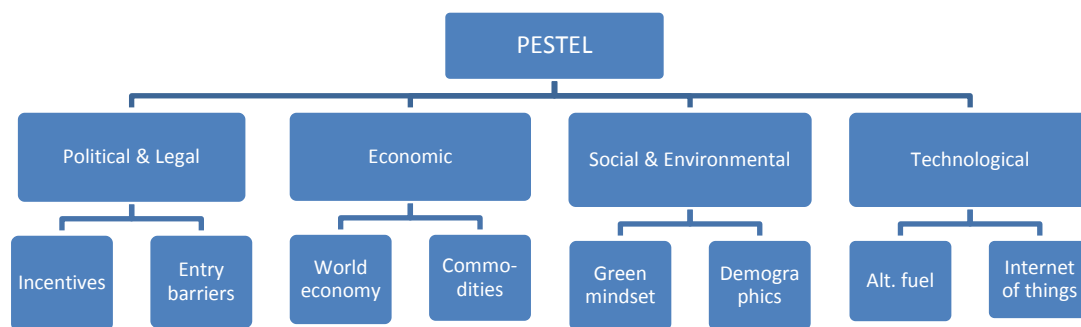 PESTEL
Political & Legal
Economic
Social & Environmental
Technological
Incentives
Entry
barriers
World
economy
Commo-
dities
Green
mindset
Demogra
phics
Alt. fuel
Internet
of things